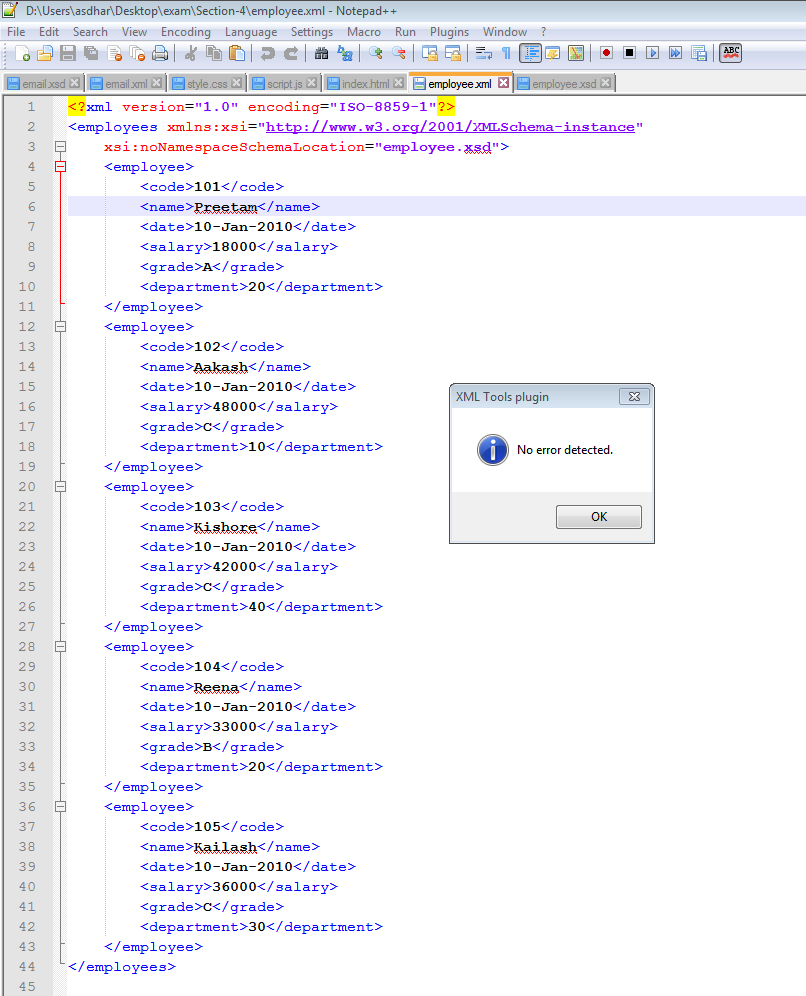 D:\Users\asdhar\Desktop\exam\Section-4\employee.xml - Notepad++
File Edit Search View Encoding Language Settings Macro Run Plugins Window ?
ABC
email.xsd email.xml style.css script.js index.html employee.xml employee.xsd
1 <?xml version="1.0" encoding="ISO-8859-1"?>
2 <employees xmlns:xsi="http://www.w3.org/2001/XMLSchema-instance"
3 xsi:noNamespaceSchemaLocation="employee.xsd">
4 <employee>
5 <code>101</code>
6 <name>Preetam</name>
7 <date>10-Jan-2010</date>
8 <salary>18000</salary>
9 <grade>A</grade>
10 <department>20</department>
11 </employee>
12 <employee>
13 <code>102</code>
14 <name>Aakash</name>
15 <date>10-Jan-2010</date>
16 <salary>48000</salary>
17 <grade>C</grade>
18 <department>10</department>
19 </employee>
20 <employee>
21 <code>103</code>
22 <name>Kishore</name>
23 <date>10-Jan-2010</date>
24 <salary>42000</salary>
25 <grade>C</grade>
26 <department>40</department>
27 </employee>
28 <employee>
29 <code>104</code>
30 <name>Reena</name>
31 <date>10-Jan-2010</date>
32 <salary>33000</salary>
33 <grade>B</grade>
34 <department>20</department>
35 </employee>
36 <employee>
37 <code>105</code>
38 <name>Kailash</name>
39 <date>10-Jan-2010</date>
40 <salary>36000</salary>
41 <grade>C</grade>
42 <department>30</department>
43 </employee>
44 </employees>
45
XML Tools plugin
No error detected.
OK